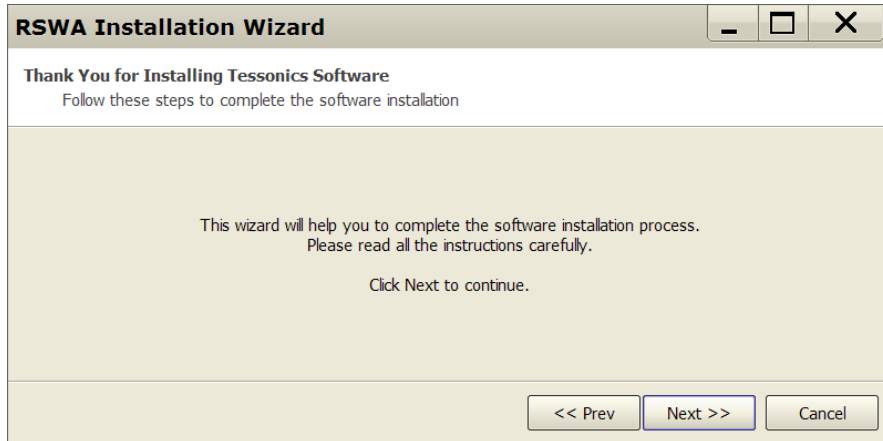 RSWA Installation Wizard
Thank You for Installing Tessonics Software
Follow these steps to complete the software installation
This wizard will help you to complete the software installation process.
Please read all the instructions carefully.
Click Next to continue.
<< Prev
Next >>
Cancel